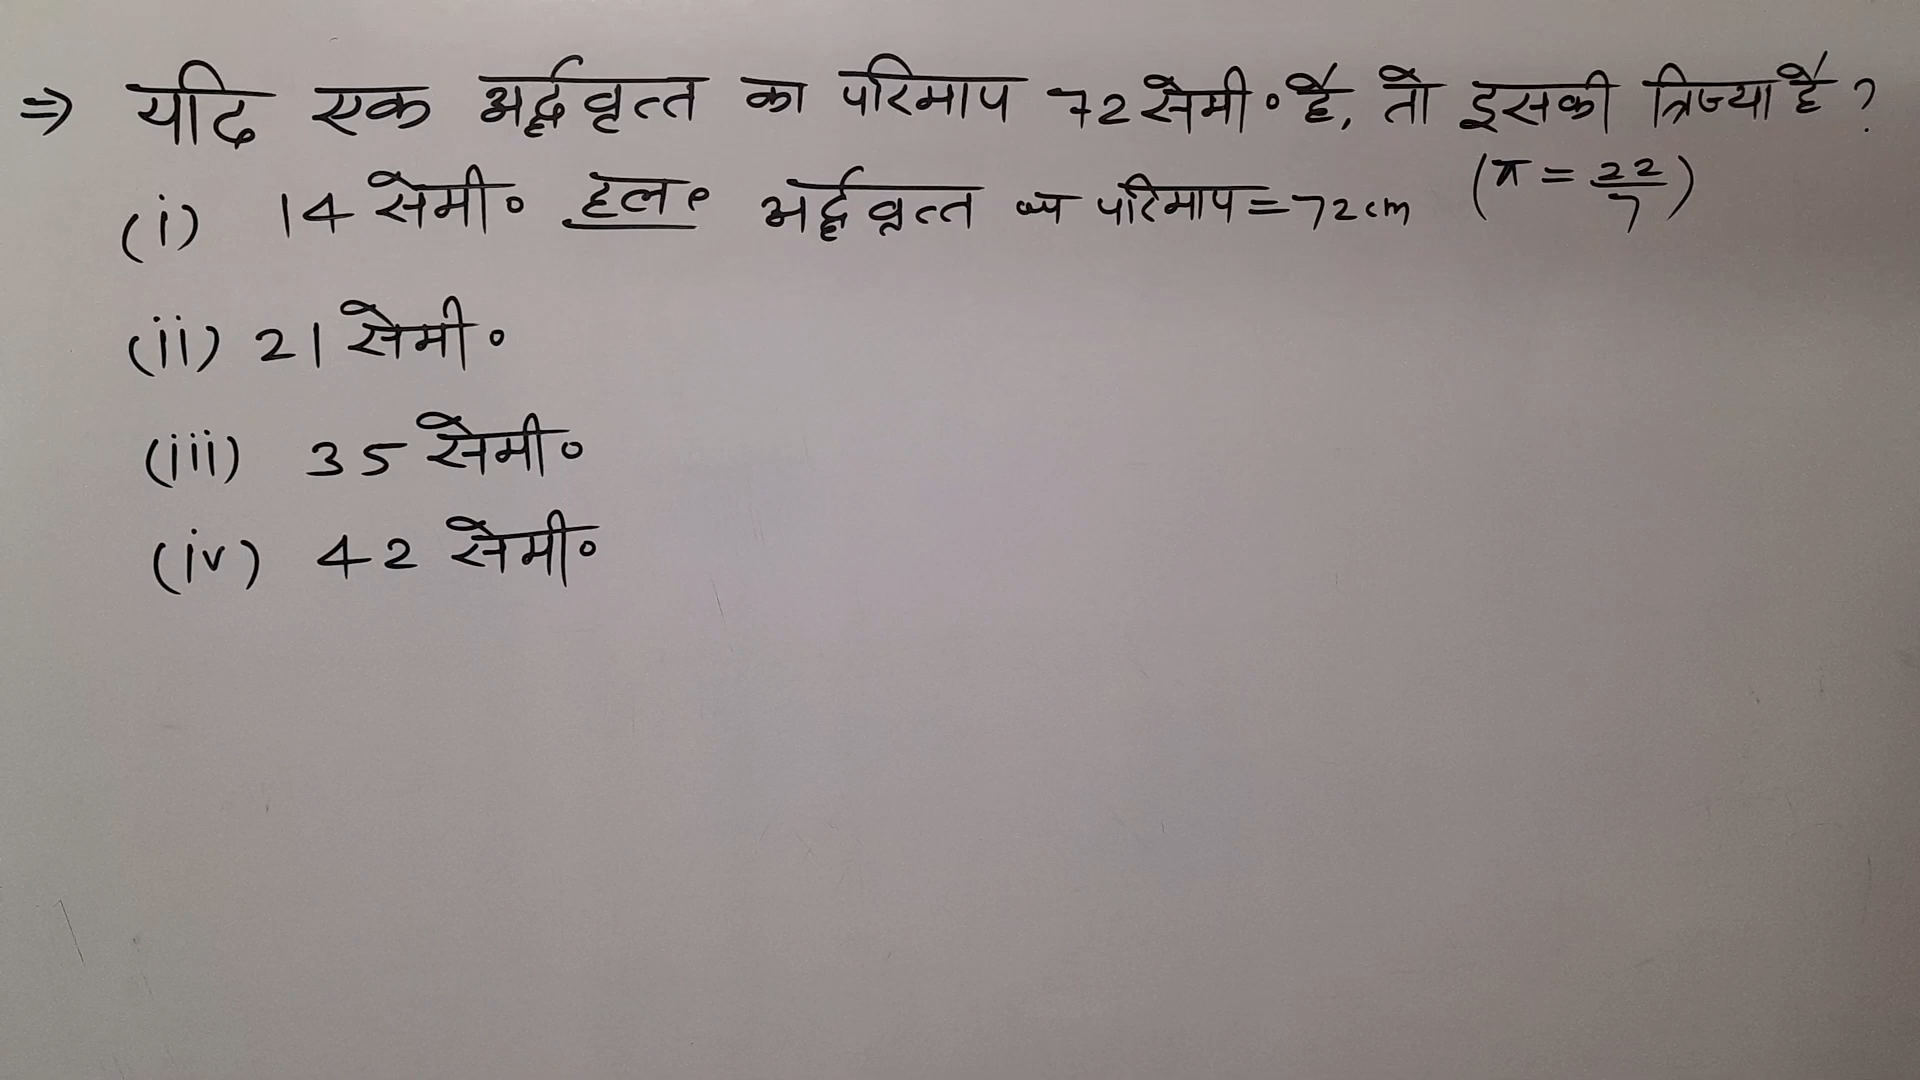 ⇒ यदि एक अर्द्धवृत्त का परिमाप 72 सेमी॰ है, तो इसकी त्रिज्या है ?
(i) 14 सेमी॰ हल॰ अर्द्धवृत्त का परिमाप = 72 cm (π = 22/7)
(ii) 21 सेमी॰
(iii) 35 सेमी॰
(iv) 42 सेमी॰